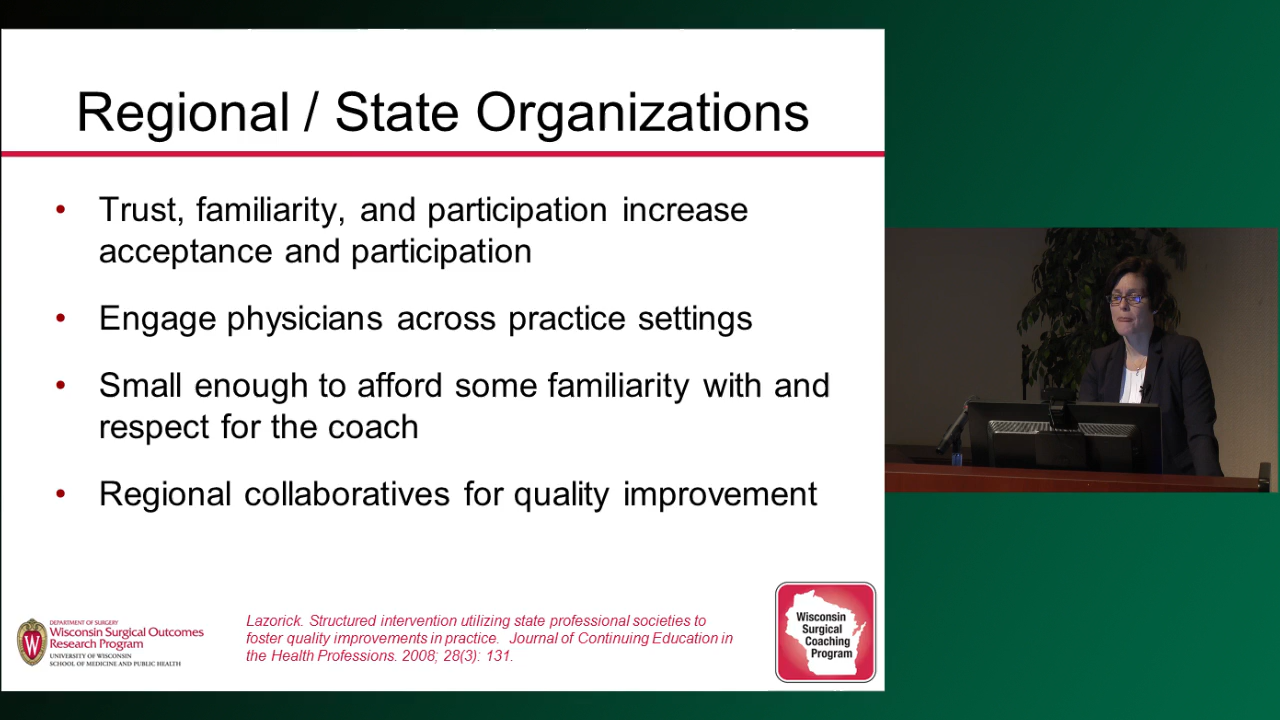 Regional / State Organizations
• Trust, familiarity, and participation increase
acceptance and participation
• Engage physicians across practice settings
• Small enough to afford some familiarity with and
respect for the coach
• Regional collaboratives for quality improvement
DEPARTMENT OF SURGERY
Wisconsin Surgical Outcomes
Research Program
UNIVERSITY OF WISCONSIN
SCHOOL OF MEDICINE AND PUBLIC HEALTH
W
Lazorick. Structured intervention utilizing state professional societies to
foster quality improvements in practice. Journal of Continuing Education in
the Health Professions. 2008; 28(3): 131.
Wisconsin
Surgical
Coaching
Program